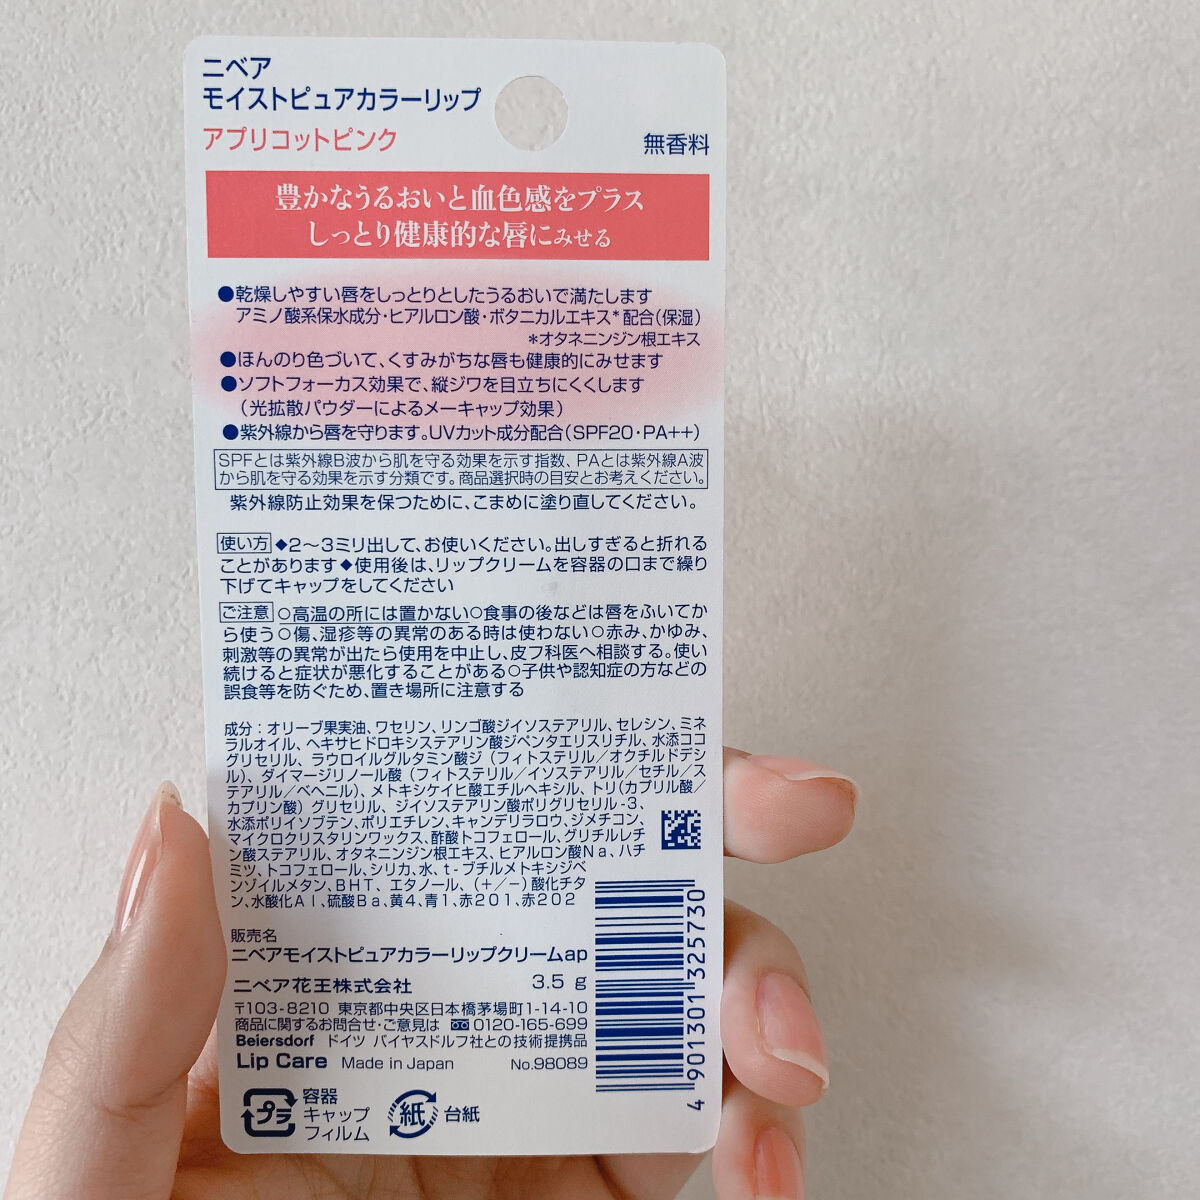 ニベア
モイストピュアカラーリップ
アプリコットピンク
無香料
豊かなうるおいと血色感をプラス
しっとり健康的な唇にみせる
●乾燥しやすい唇をしっとりとしたうるおいで満たします
アミノ酸系保水成分・ヒアルロン酸・ボタニカルエキス*配合(保湿)
*オタネニンジン根エキス
●ほんのり色づいて、くすみがちな唇も健康的にみせます
●ソフトフォーカス効果で、縦ジワを目立ちにくくします
(光拡散パウダーによるメーキャップ効果)
●紫外線から唇を守ります。UVカット成分配合(SPF20・PA++)
SPFとは紫外線B波から肌を守る効果を示す指数、PAとは紫外線A波
から肌を守る効果を示す分類です。商品選択時の目安とお考えください。
紫外線防止効果を保つために、こまめに塗り直してください。
使い方 ◆2〜3ミリ出して、お使いください。出しすぎると折れる
ことがあります◆使用後は、リップクリームを容器の口まで繰り
下げてキャップをしてください
ご注意 ○高温の所には置かない○食事の後などは唇をふいてか
ら使う○傷、湿疹等の異常のある時は使わない○赤み、かゆみ、
刺激等の異常が出たら使用を中止し、皮フ科医へ相談する。使い
続けると症状が悪化することがある○子供や認知症の方などの
誤食等を防ぐため、置き場所に注意する
成分:オリーブ果実油、ワセリン、リンゴ酸ジイソステアリル、セレシン、ミネ
ラルオイル、ヘキサヒドロキシステアリン酸ジペンタエリスリチル、水添ココ
グリセリル、ラウロイルグルタミン酸ジ(フィトステリル/オクチルドデシ
ル)、ダイマージリノール酸(フィトステリル/イソステアリル/セチル/ス
テアリル/ベヘニル)、メトキシケイヒ酸エチルヘキシル、トリ(カプリル酸/
カプリン酸)グリセリル、ジイソステアリン酸ポリグリセリル-3、
水添ポリイソブテン、ポリエチレン、キャンデリラロウ、ジメチコン、
マイクロクリスタリンワックス、酢酸トコフェロール、グリチルレチ
ン酸ステアリル、オタネニンジン根エキス、ヒアルロン酸Na、ハチ
ミツ、トコフェロール、シリカ、水、t-ブチルメトキシジベ
ンゾイルメタン、BHT、エタノール、(+/−)酸化チタ
ン、水酸化Al、硫酸Ba、黄4、青1、赤201、赤202
販売名
ニベアモイストピュアカラーリップクリームap
ニベア花王株式会社 3.5 g
〒103-8210 東京都中央区日本橋茅場町1-14-10
商品に関するお問合せ・ご意見は 0120-165-699
Beiersdorf ドイツ バイヤスドルフ社との技術提携品
Lip Care Made in Japan No.98089
4 901301 325730
プラ
容器
キャップ
フィルム
紙 台紙